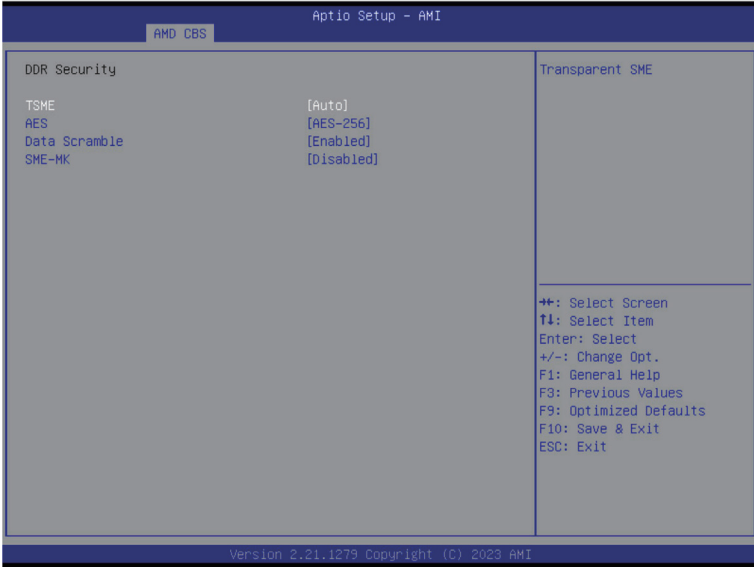 Aptio Setup - AMI
AMD CBS
DDR Security
Transparent SME
TSME [Auto]
AES [AES-256]
Data Scramble [Enabled]
SME-MK [Disabled]
→←: Select Screen
↑↓: Select Item
Enter: Select
+/-: Change Opt.
F1: General Help
F3: Previous Values
F9: Optimized Defaults
F10: Save & Exit
ESC: Exit
Version 2.21.1279 Copyright (C) 2023 AMI